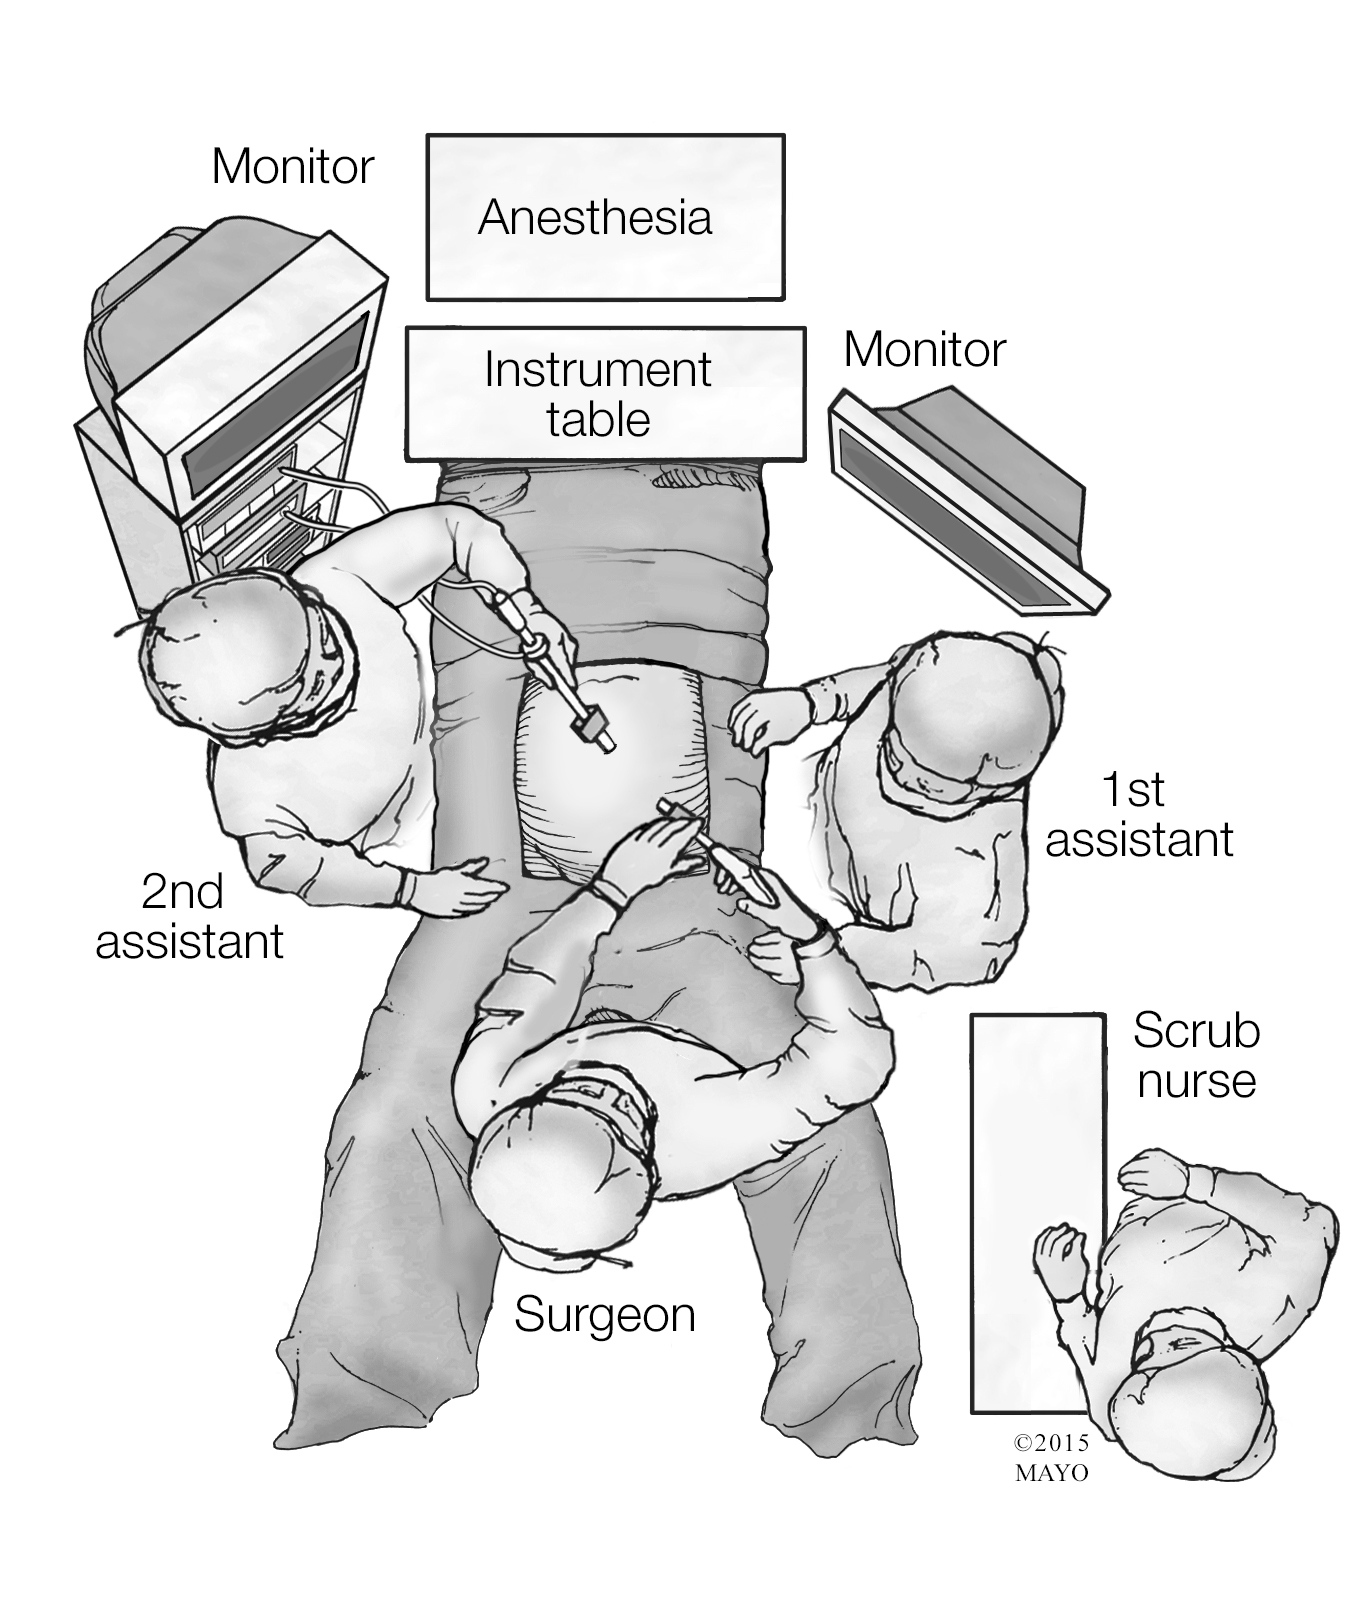 Monitor
Anesthesia
Instrument
table
Monitor
1st
assistant
2nd
assistant
Scrub
nurse
Surgeon
©2015
MAYO